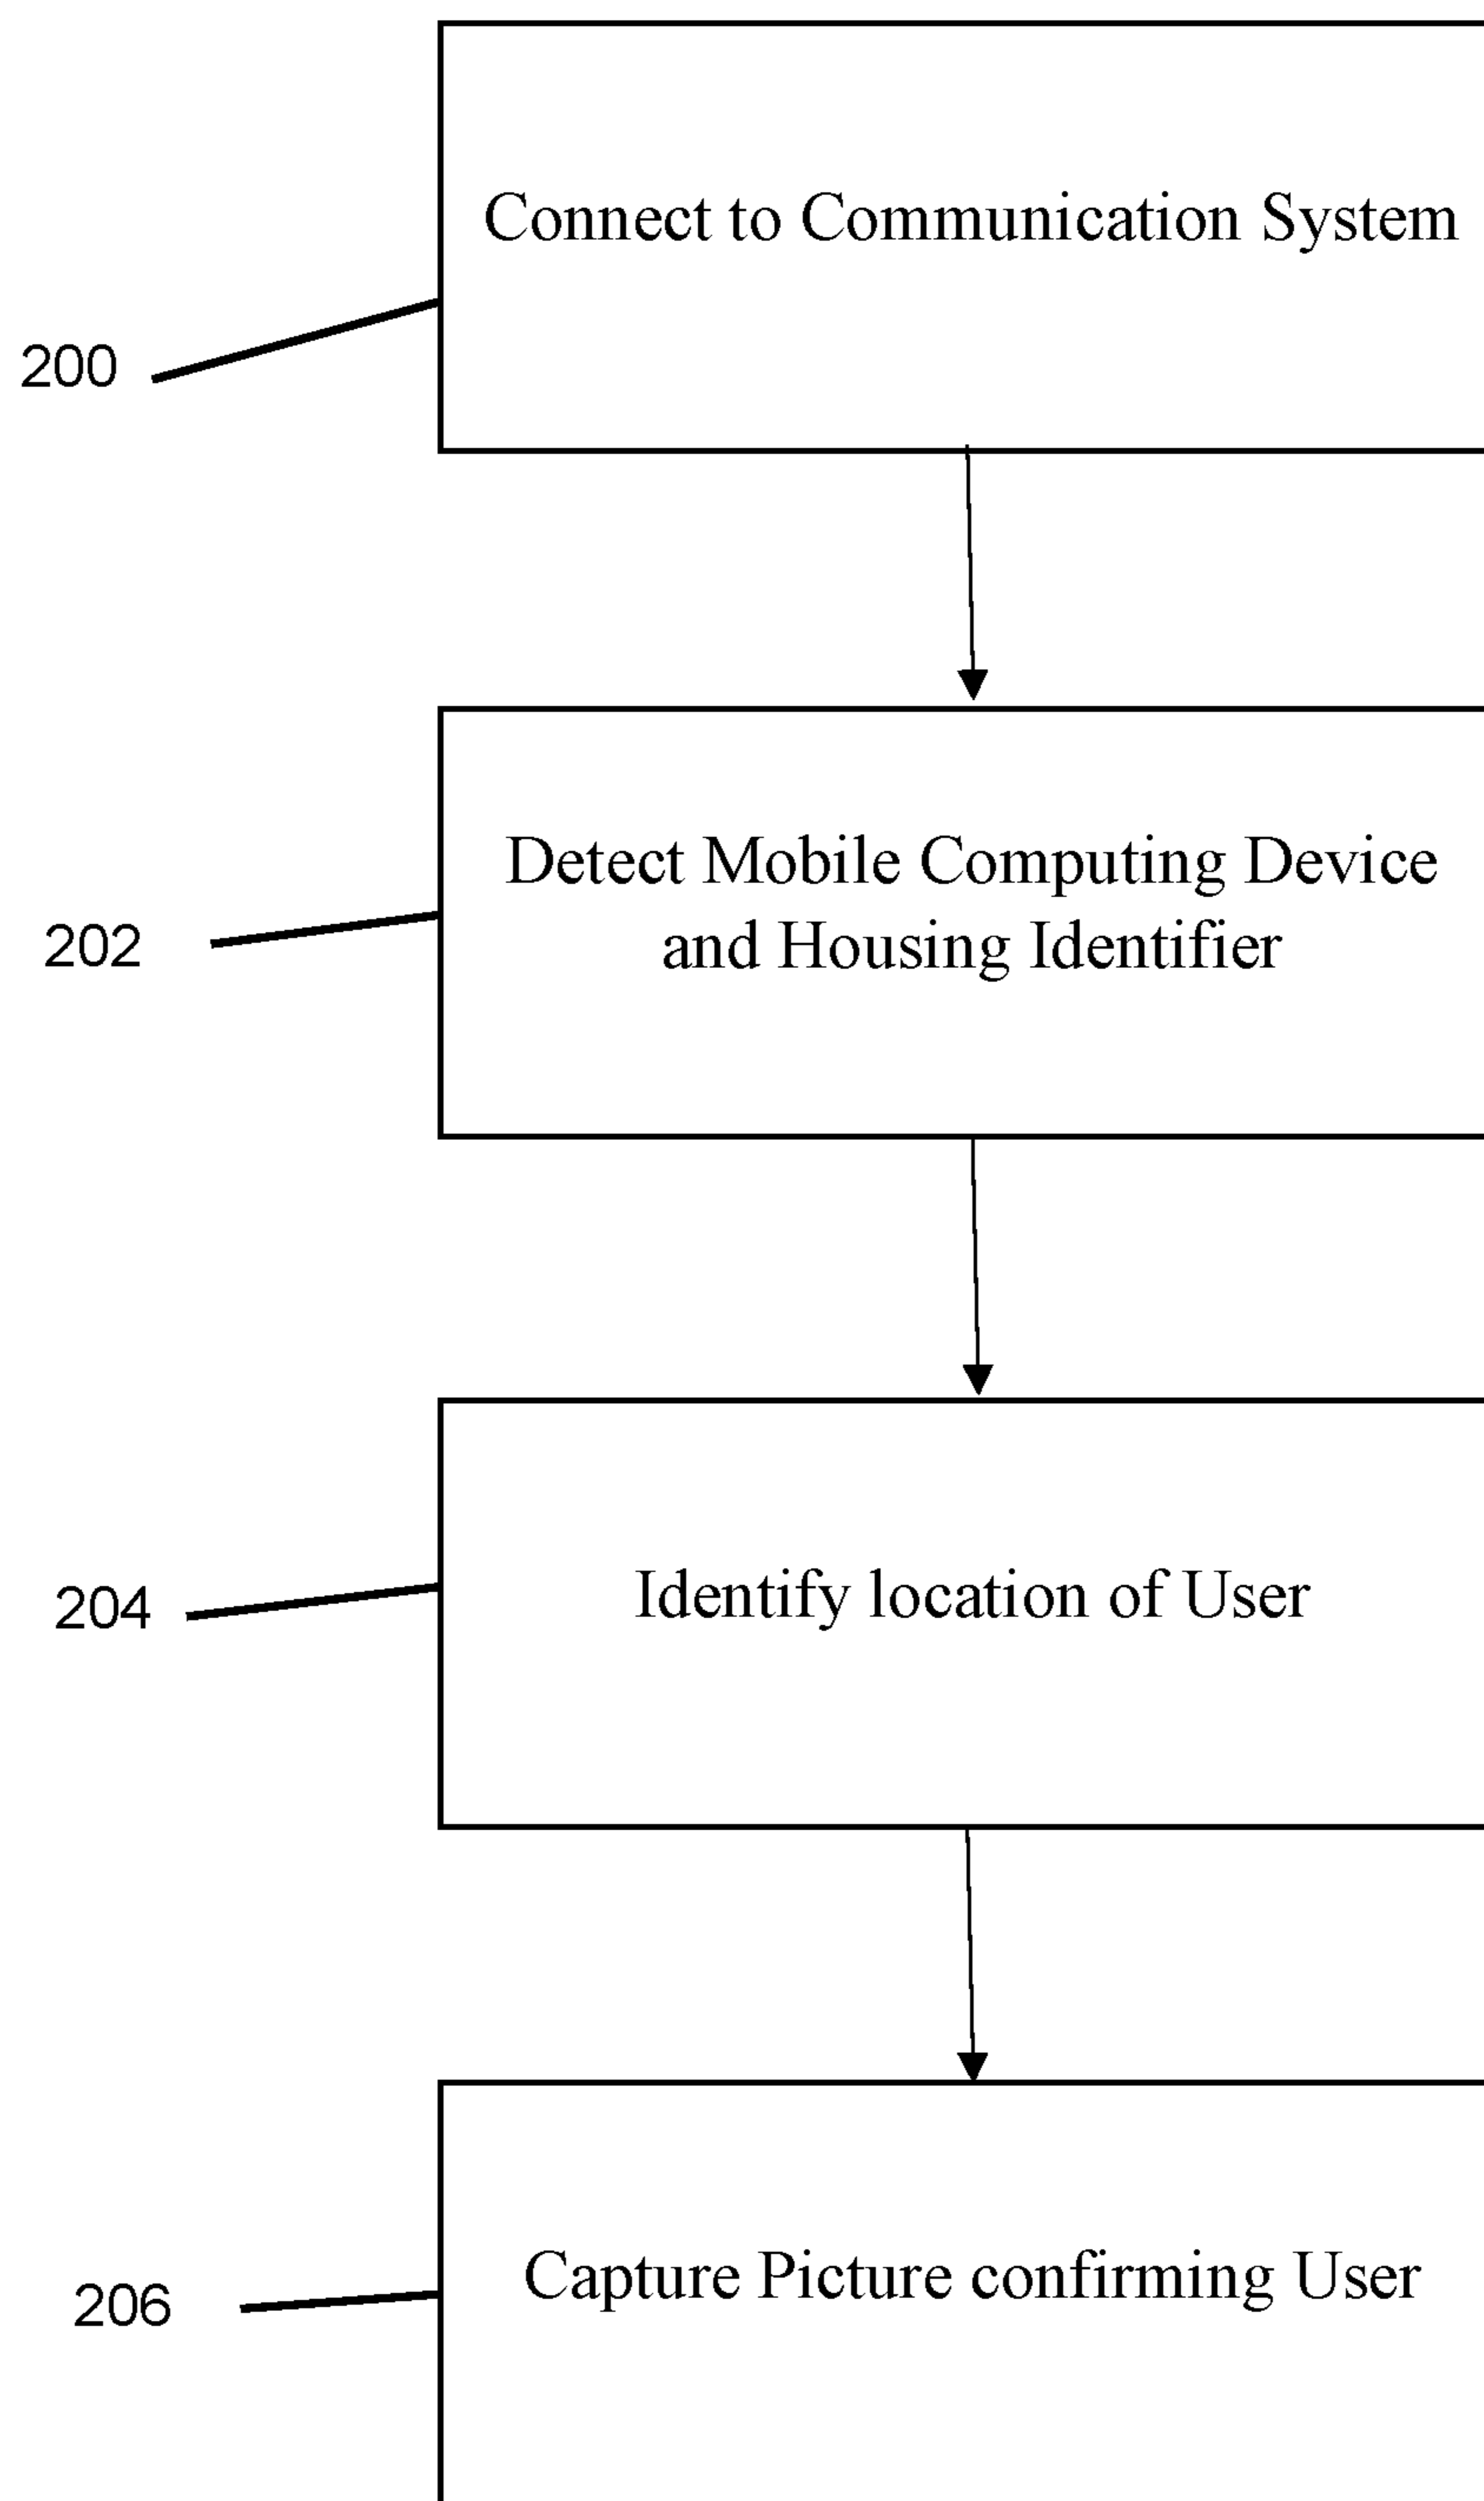 Connect to Communication System
200
Detect Mobile Computing Device
and Housing Identifier
202
Identify location of User
204
Capture Picture confirming User
206